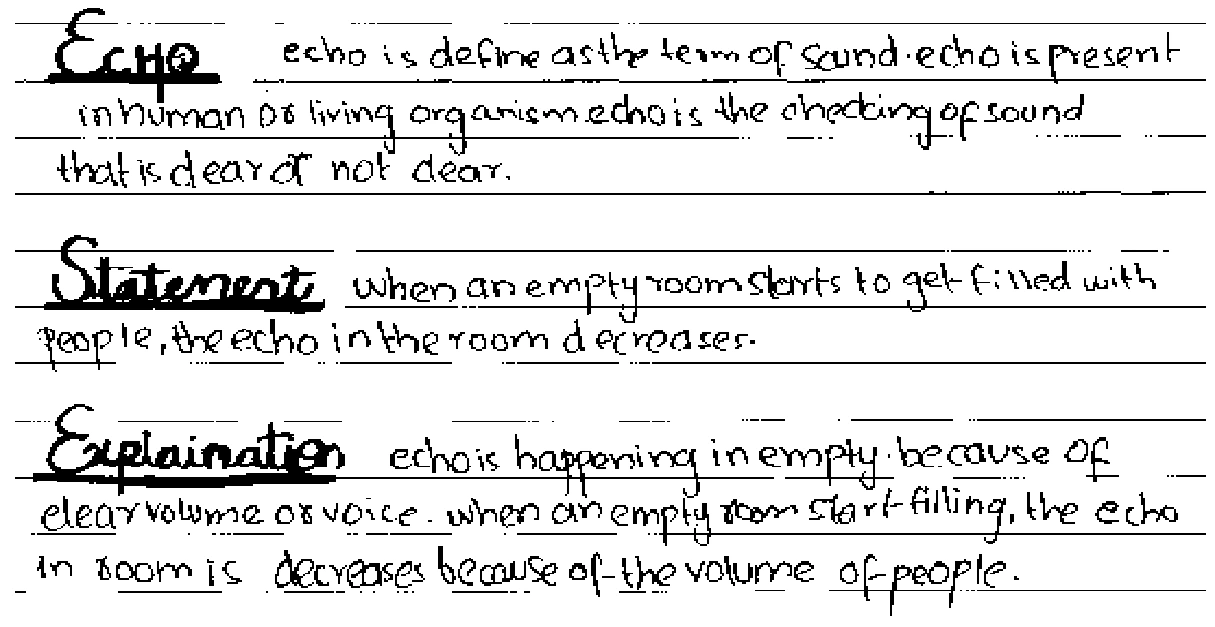 Echo echo is define as the term of sound. echo is present
in human or living organism echo is the checking of sound
that is clear or not clear.
Statement when an empty room starts to get filled with
people, the echo in the room decreases.
Explaination echo is happening in empty. because of
clear volume or voice. when an empty room start filling, the echo
in room is decreases because of the volume of people.